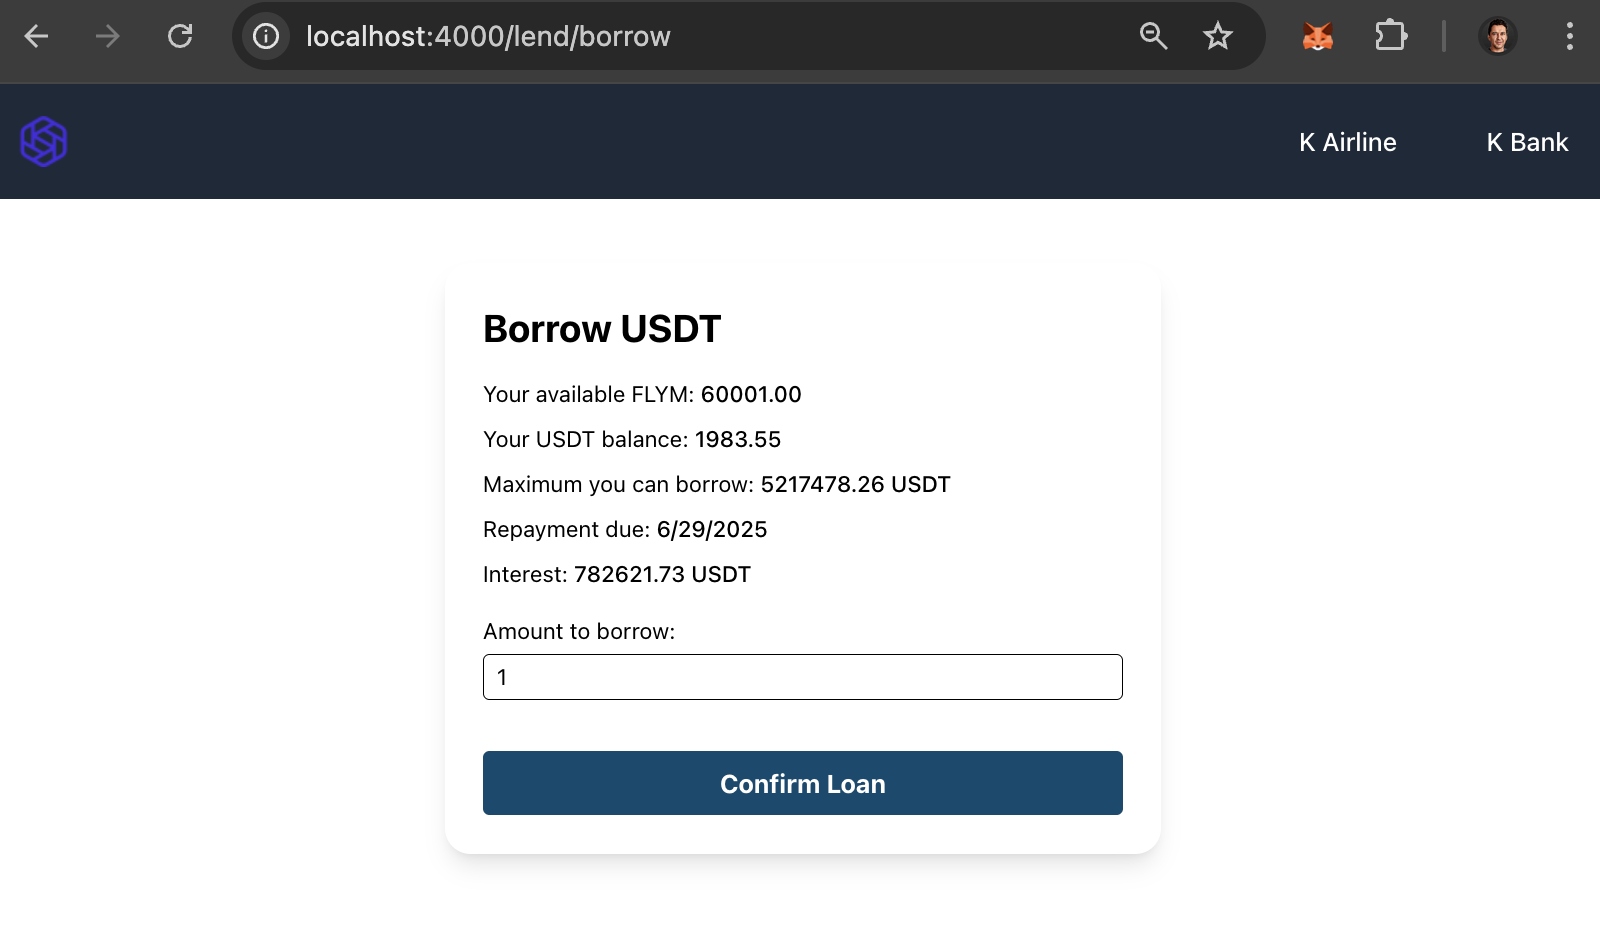 localhost:4000/lend/borrow
K Airline K Bank
Borrow USDT
Your available FLYM: 60001.00
Your USDT balance: 1983.55
Maximum you can borrow: 5217478.26 USDT
Repayment due: 6/29/2025
Interest: 782621.73 USDT
Amount to borrow:
1
Confirm Loan